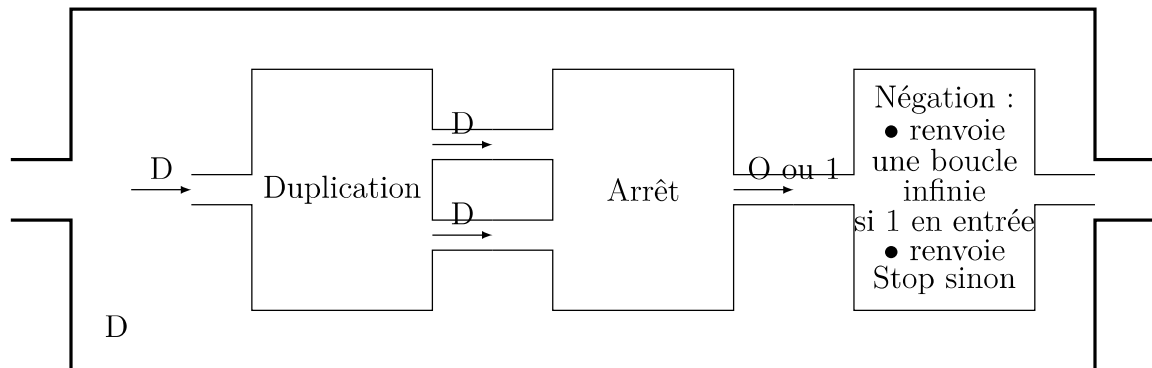 D
Duplication
D
D
Arrêt
O ou 1
Négation :
• renvoie
une boucle
infinie
si 1 en entrée
• renvoie
Stop sinon
D